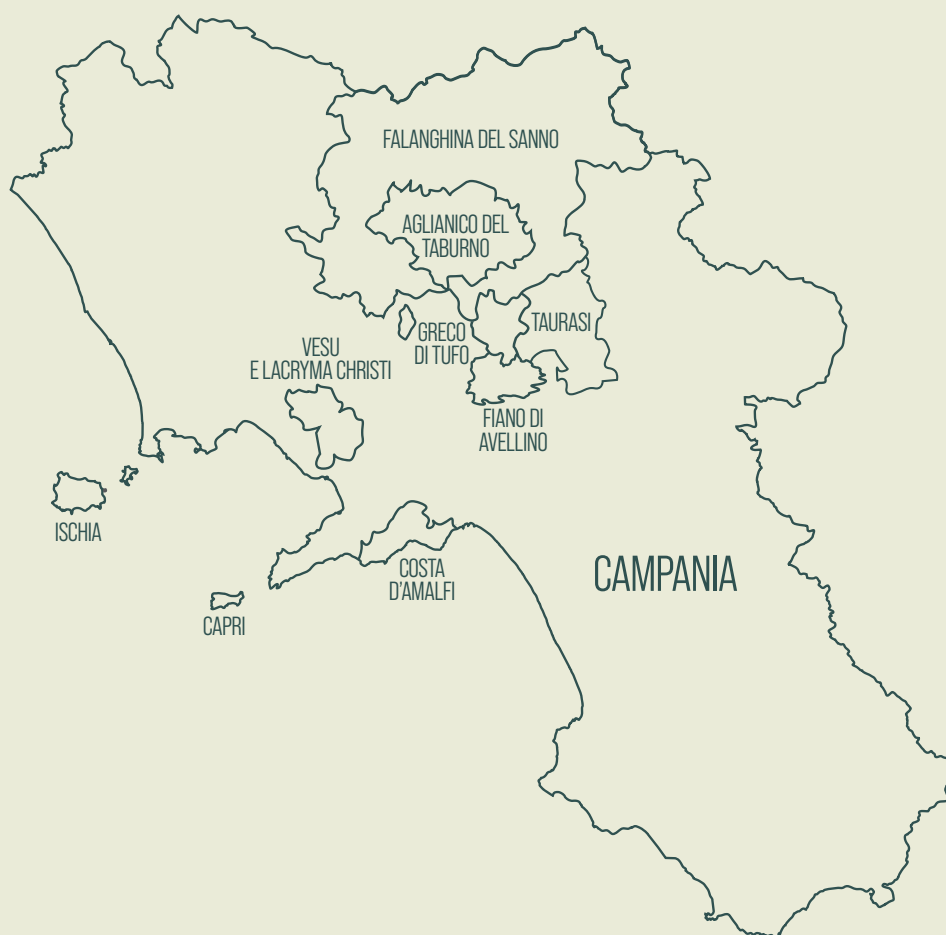 FALANGHINA DEL SANNO
AGLIANICO DEL
TABURNO
TAURASI
GRECO
DI TUFO
VESU
E LACRYMA CHRISTI
FIANO DI
AVELLINO
ISCHIA
COSTA
D'AMALFI
CAMPANIA
CAPRI